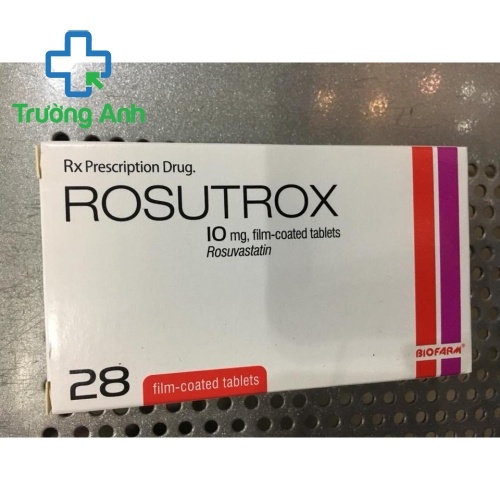 Trường Anh
Rx Prescription Drug.
ROSUTROX
10 mg, film-coated tablets
Rosuvastatin
BIOFARM
28 film-coated tablets